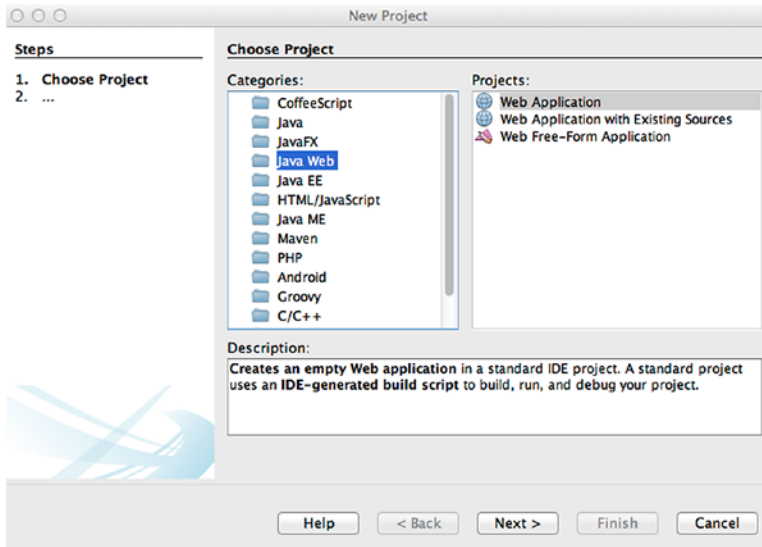 New Project
Steps
1. Choose Project
2. ...
Choose Project
Categories:
CoffeeScript
Java
JavaFX
Java Web
Java EE
HTML/JavaScript
Java ME
Maven
PHP
Android
Groovy
C/C++
Projects:
Web Application
Web Application with Existing Sources
Web Free-Form Application
Description:
Creates an empty Web application in a standard IDE project. A standard project
uses an IDE-generated build script to build, run, and debug your project.
Help
< Back
Next >
Finish
Cancel